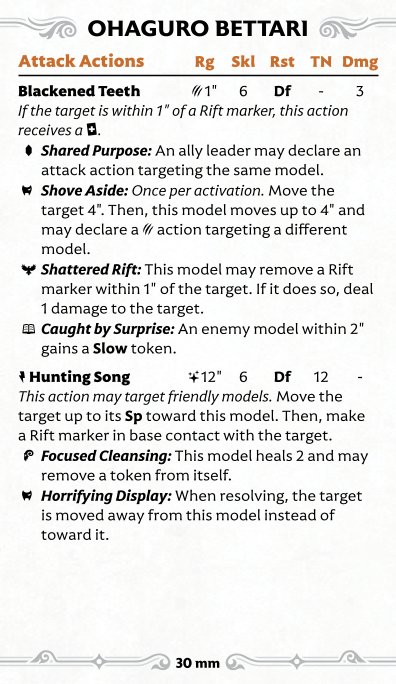 OHAGURO BETTARI
Attack Actions Rg Skl Rst TN Dmg
Blackened Teeth 1" 6 Df - 3
If the target is within 1" of a Rift marker, this action
receives a .
Shared Purpose: An ally leader may declare an
attack action targeting the same model.
Shove Aside: Once per activation. Move the
target 4". Then, this model moves up to 4" and
may declare a action targeting a different
model.
Shattered Rift: This model may remove a Rift
marker within 1" of the target. If it does so, deal
1 damage to the target.
Caught by Surprise: An enemy model within 2"
gains a Slow token.
Hunting Song 12" 6 Df 12 -
This action may target friendly models. Move the
target up to its Sp toward this model. Then, make
a Rift marker in base contact with the target.
Focused Cleansing: This model heals 2 and may
remove a token from itself.
Horrifying Display: When resolving, the target
is moved away from this model instead of
toward it.
30 mm